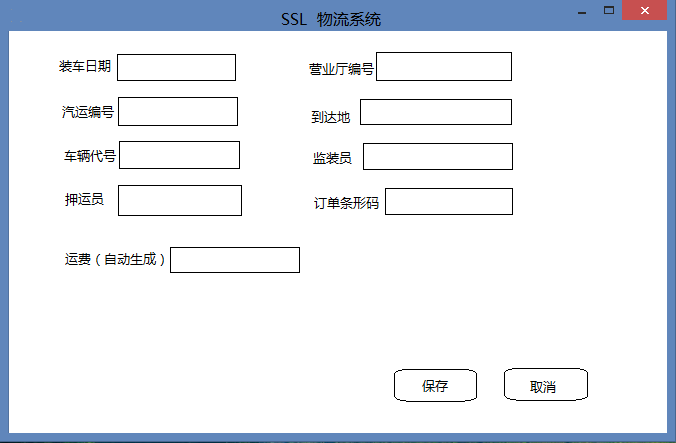 SSL 物流系统
装车日期 营业厅编号
汽运编号 到达地
车辆代号 监装员
押运员 订单条形码
运费（自动生成）
保存 取消